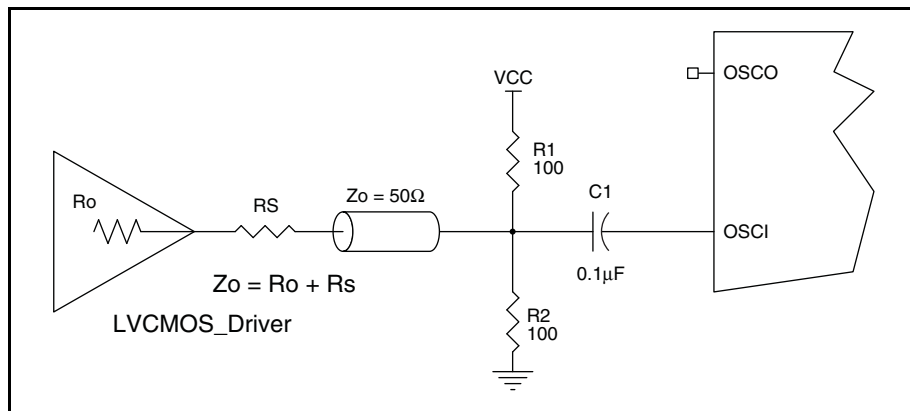 VCC
OSCO
R1
100
C1
Ro
RS
Zo = 50Ω
OSCI
0.1μF
Zo = Ro + Rs
R2
100
LVCMOS_Driver